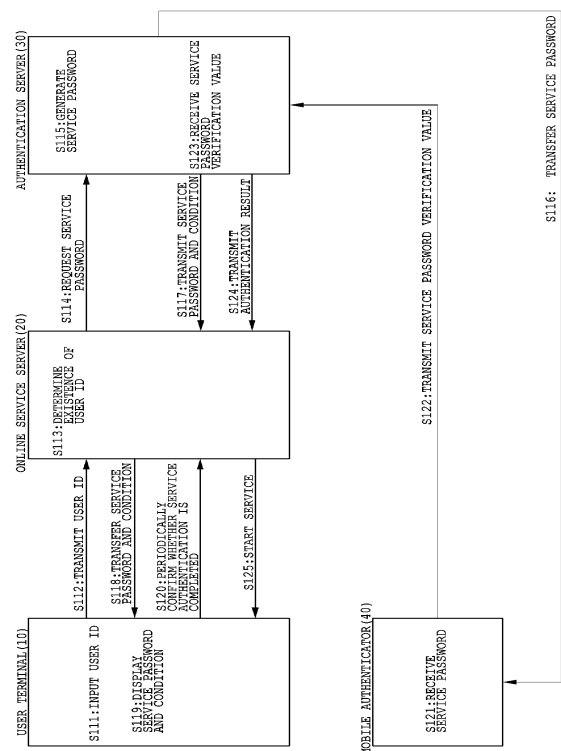 USER TERMINAL(10)
S111:INPUT USER ID
S119:DISPLAY
SERVICE PASSWORD
AND CONDITION
S112:TRANSMIT USER ID
S118:TRANSFER SERVICE
PASSWORD AND CONDITION
S120:PERIODICALLY
CONFIRM WHETHER SERVICE
AUTHENTICATION IS
COMPLETED
S125:START SERVICE
ONLINE SERVICE SERVER(20)
S113:DETERMINE
EXISTENCE OF
USER ID
S114:REQUEST SERVICE
PASSWORD
S117:TRANSMIT SERVICE
PASSWORD AND CONDITION
S124:TRANSMIT
AUTHENTICATION RESULT
AUTHENTICATION SERVER(30)
S115:GENERATE
SERVICE PASSWORD
S123:RECEIVE SERVICE
PASSWORD
VERIFICATION VALUE
MOBILE AUTHENTICATOR(40)
S121:RECEIVE
SERVICE PASSWORD
S122:TRANSMIT SERVICE PASSWORD VERIFICATION VALUE
S116: TRANSFER SERVICE PASSWORD